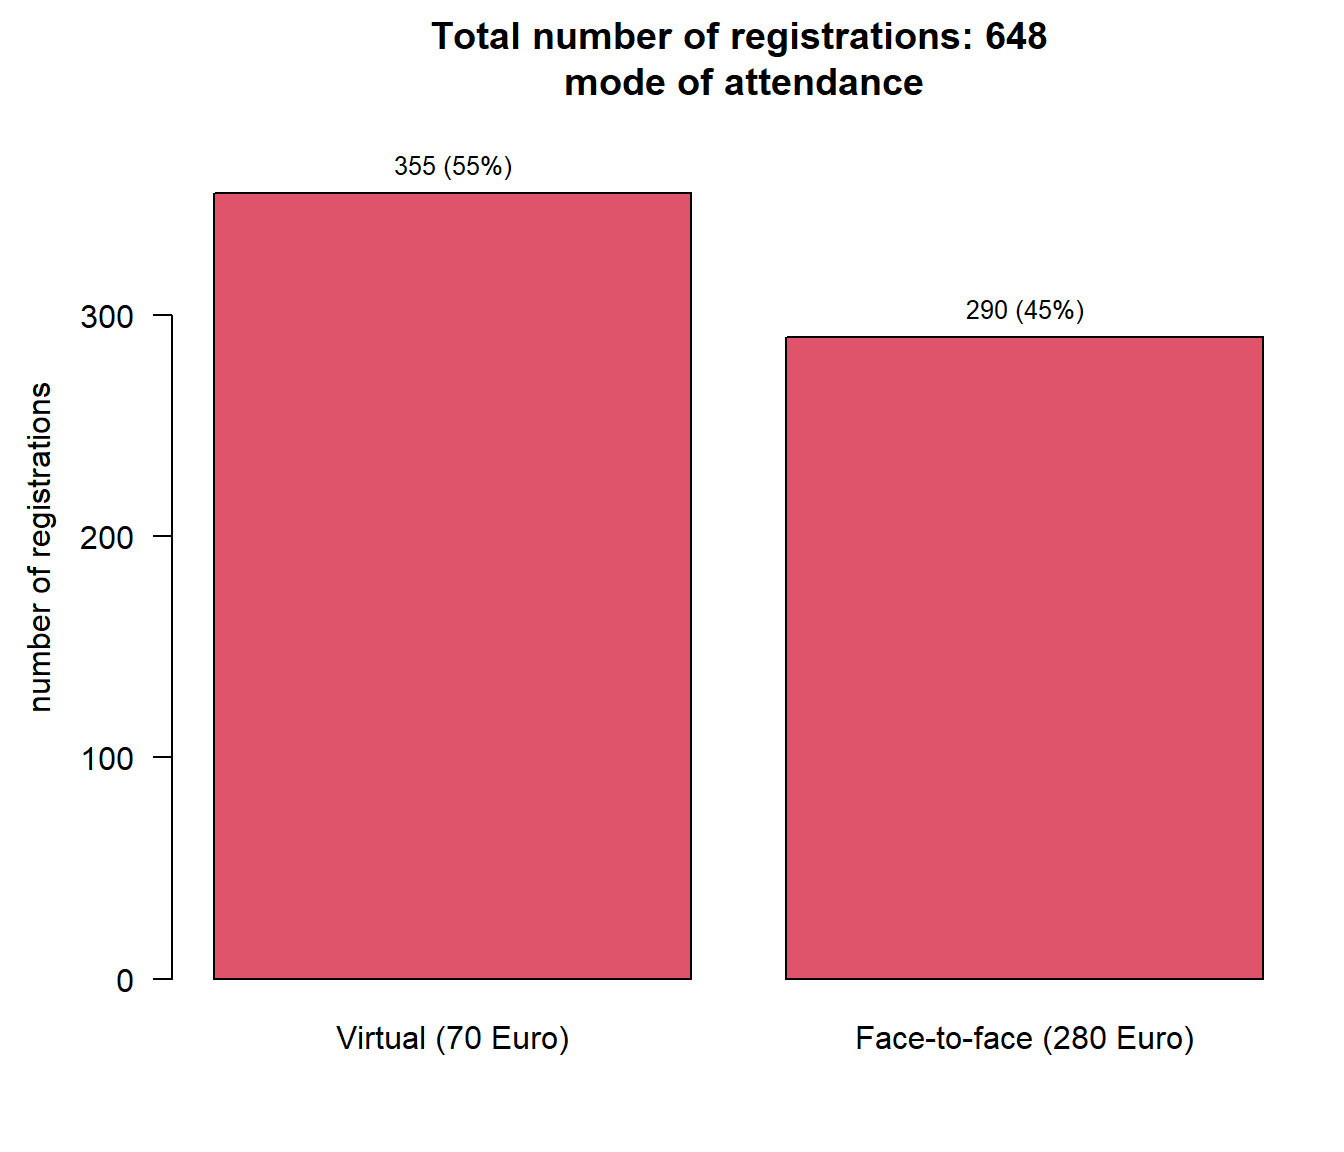 Total number of registrations: 648
mode of attendance
355 (55%)
290 (45%)
300
200
100
0
number of registrations
Virtual (70 Euro)
Face-to-face (280 Euro)